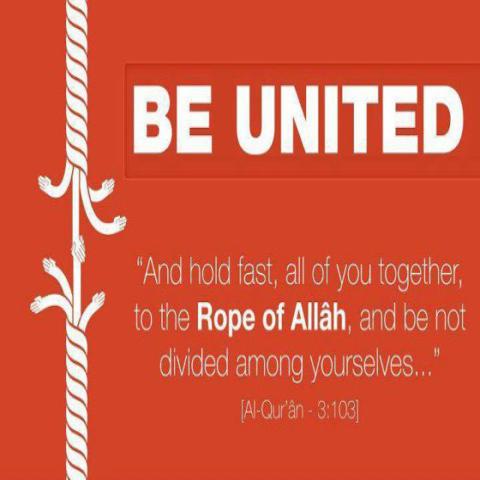 BE UNITED
“And hold fast, all of you together,
to the Rope of Allâh, and be not
divided among yourselves...”
[Al-Qur'ân - 3:103]